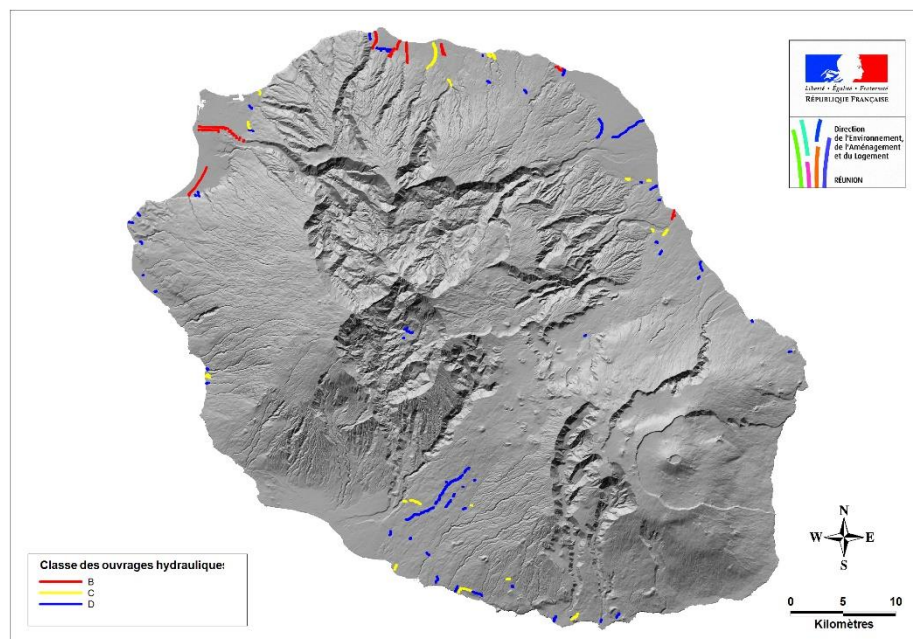 Liberté • Égalité • Fraternité
RÉPUBLIQUE FRANÇAISE
Direction
de l'Environnement,
de l'Aménagement
et du Logement
RÉUNION
N
W E
S
0 5 10
Kilomètres
Classe des ouvrages hydrauliques
B
C
D